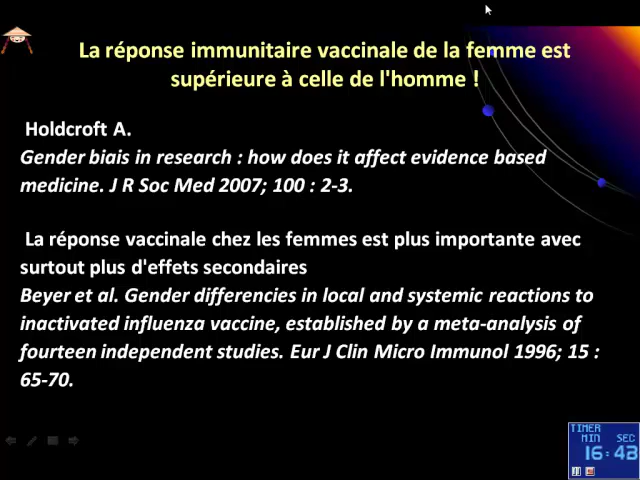 La réponse immunitaire vaccinale de la femme est
supérieure à celle de l'homme !
Holdcroft A.
Gender biais in research : how does it affect evidence based
medicine. J R Soc Med 2007; 100 : 2-3.
La réponse vaccinale chez les femmes est plus importante avec
surtout plus d'effets secondaires
Beyer et al. Gender differencies in local and systemic reactions to
inactivated influenza vaccine, established by a meta-analysis of
fourteen independent studies. Eur J Clin Micro Immunol 1996; 15 :
65-70.
TIMER
MIN SEC
16:43